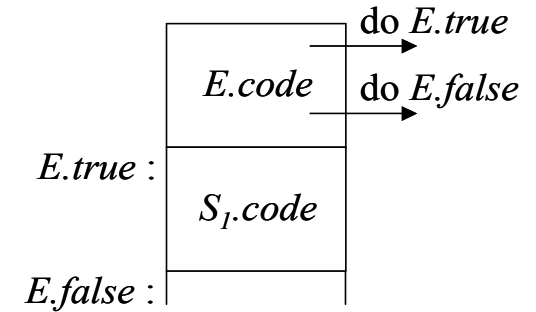 do E.true
E.code
do E.false
E.true :
S₁.code
E.false :